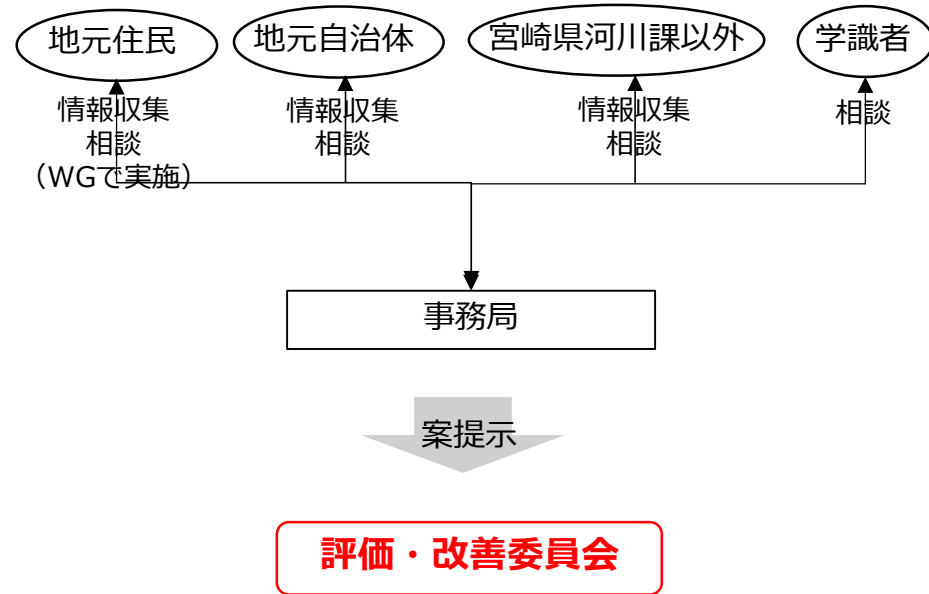 地元住民
地元自治体
宮崎県河川課以外
学識者
情報収集
相談
（WGで実施）
情報収集
相談
情報収集
相談
相談
事務局
案提示
評価・改善委員会